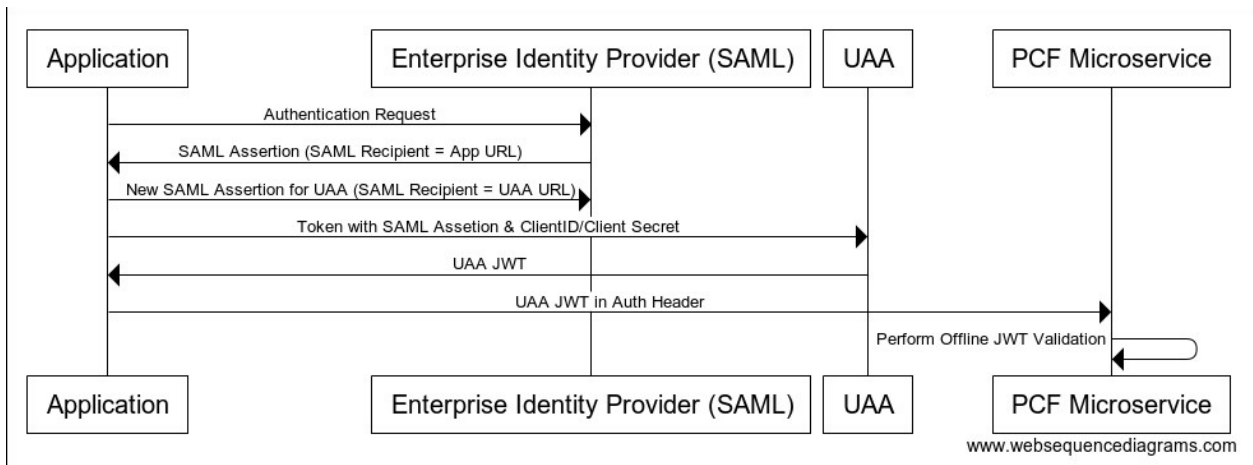 Application
Enterprise Identity Provider (SAML)
UAA
PCF Microservice
Authentication Request
SAML Assertion (SAML Recipient = App URL)
New SAML Assertion for UAA (SAML Recipient = UAA URL)
Token with SAML Assetion & ClientID/Client Secret
UAA JWT
UAA JWT in Auth Header
Perform Offline JWT Validation
Application
Enterprise Identity Provider (SAML)
UAA
PCF Microservice
www.websequencediagrams.com